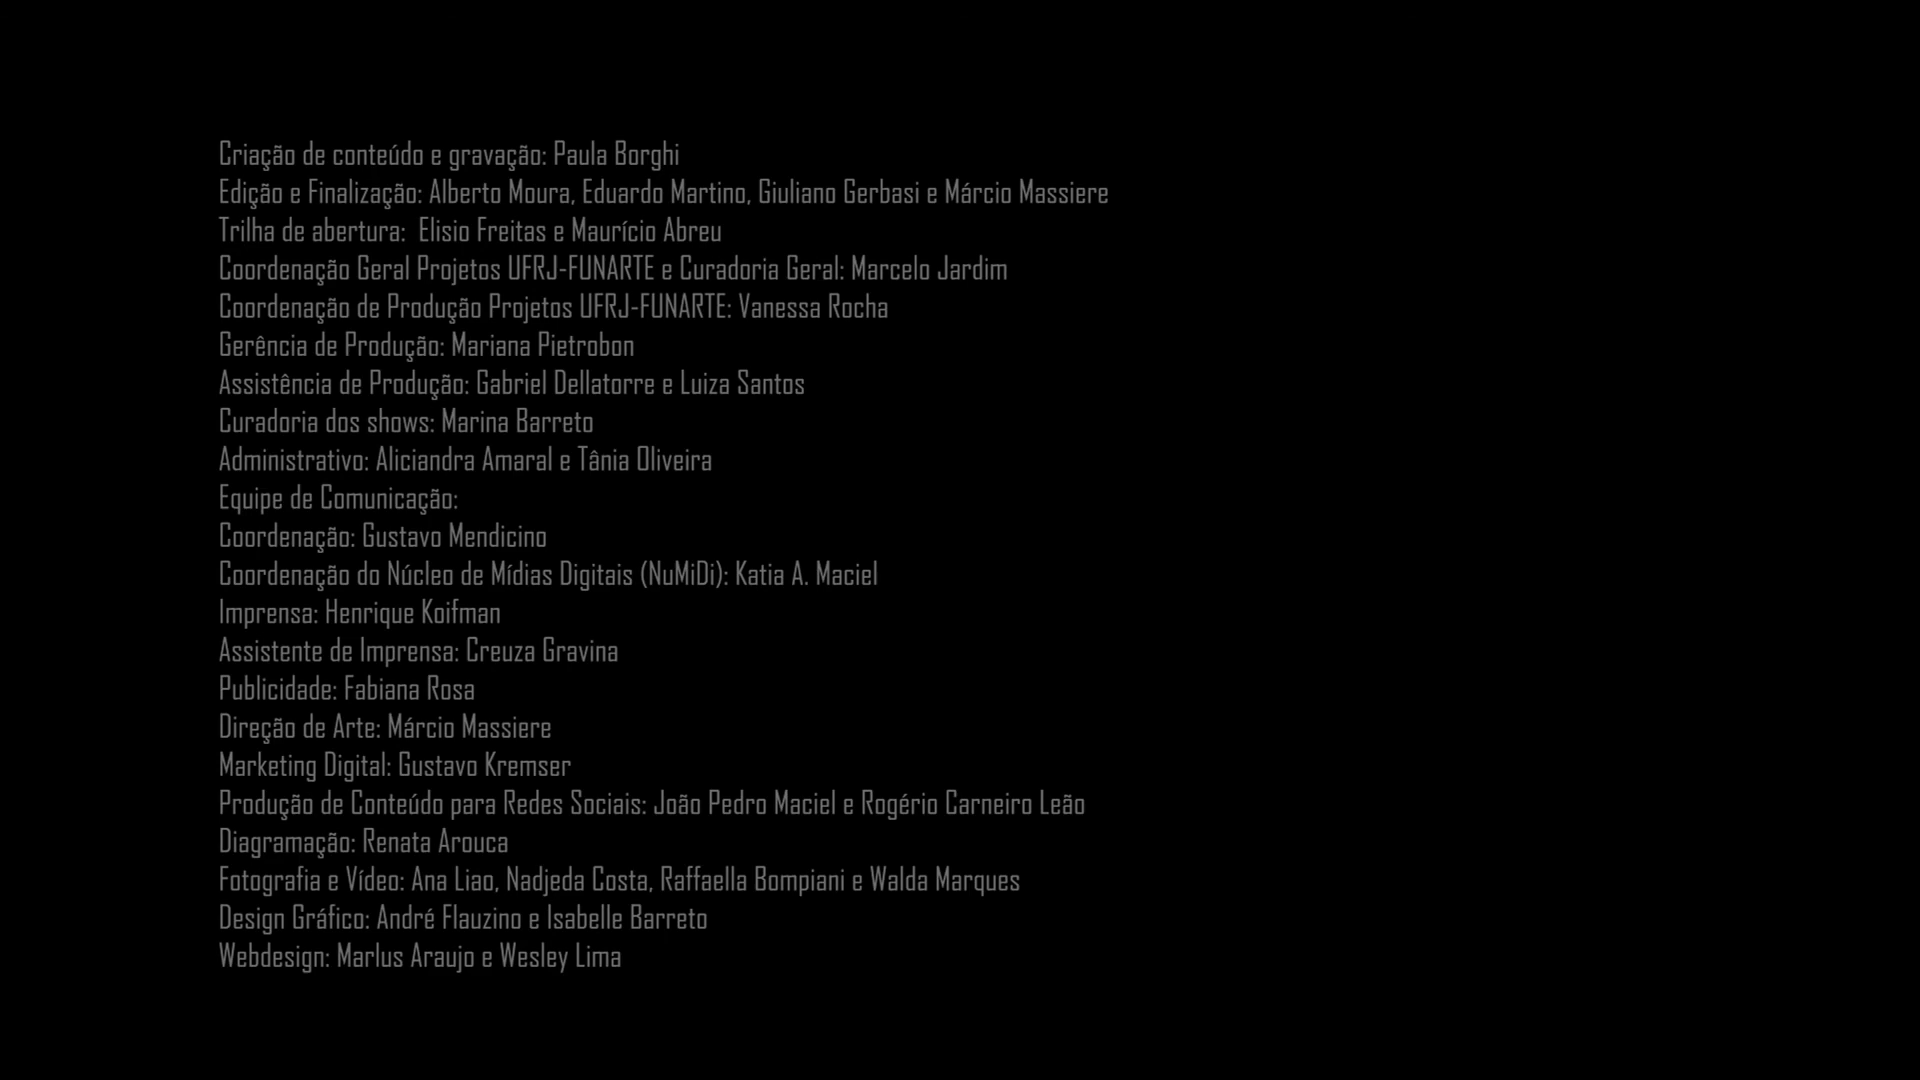 Criação de conteúdo e gravação: Paula Borghi
Edição e Finalização: Alberto Moura, Eduardo Martino, Giuliano Gerbasi e Márcio Massiere
Trilha de abertura:  Elisio Freitas e Maurício Abreu
Coordenação Geral Projetos UFRJ-FUNARTE e Curadoria Geral: Marcelo Jardim
Coordenação de Produção Projetos UFRJ-FUNARTE: Vanessa Rocha
Gerência de Produção: Mariana Pietrobon
Assistência de Produção: Gabriel Dellatorre e Luiza Santos
Curadoria dos shows: Marina Barreto
Administrativo: Aliciandra Amaral e Tânia Oliveira
Equipe de Comunicação:
Coordenação: Gustavo Mendicino
Coordenação do Núcleo de Mídias Digitais (NuMiDi): Katia A. Maciel
Imprensa: Henrique Koifman
Assistente de Imprensa: Creuza Gravina
Publicidade: Fabiana Rosa
Direção de Arte: Márcio Massiere
Marketing Digital: Gustavo Kremser
Produção de Conteúdo para Redes Sociais: João Pedro Maciel e Rogério Carneiro Leão
Diagramação: Renata Arouca
Fotografia e Vídeo: Ana Liao, Nadjeda Costa, Raffaella Bompiani e Walda Marques
Design Gráfico: André Flauzino e Isabelle Barreto
Webdesign: Marlus Araujo e Wesley Lima